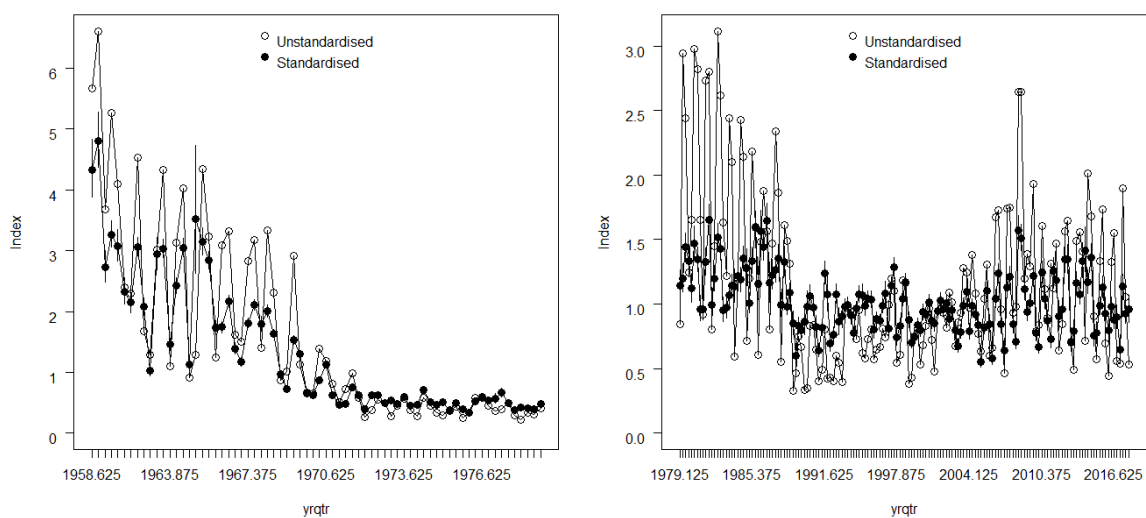 Unstandardised
Standardised
Index
6
5
4
3
2
1
0
1958.625 1963.875 1967.375 1970.625 1973.625 1976.625
yrqtr
Unstandardised
Standardised
Index
3.0
2.5
2.0
1.5
1.0
0.5
0.0
1979.125 1985.375 1991.625 1997.875 2004.125 2010.375 2016.625
yrqtr